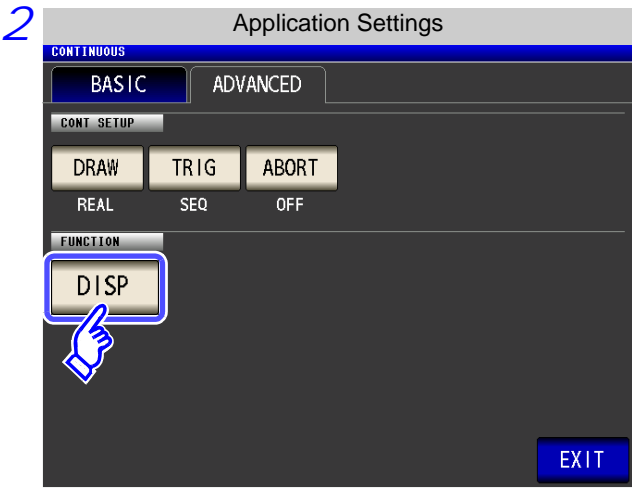 2 Application Settings
CONTINUOUS
BASIC ADVANCED
CONT SETUP
DRAW TRIG ABORT
REAL SEQ OFF
FUNCTION
DISP
EXIT